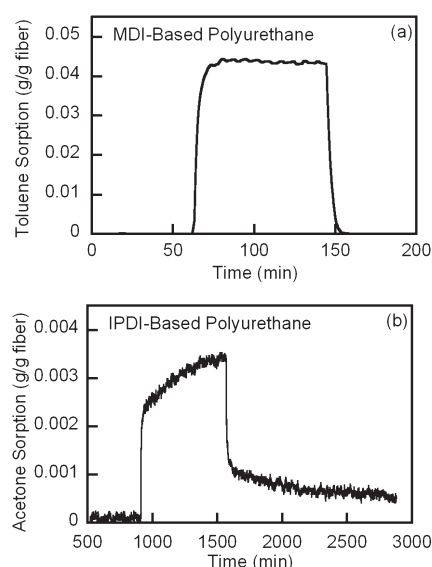 MDI-Based Polyurethane (a)
Toluene Sorption (g/g fiber)
0.05
0.04
0.03
0.02
0.01
0
0 50 100 150 200
Time (min)
IPDI-Based Polyurethane (b)
Acetone Sorption (g/g fiber)
0.004
0.003
0.002
0.001
0
500 1000 1500 2000 2500 3000
Time (min)